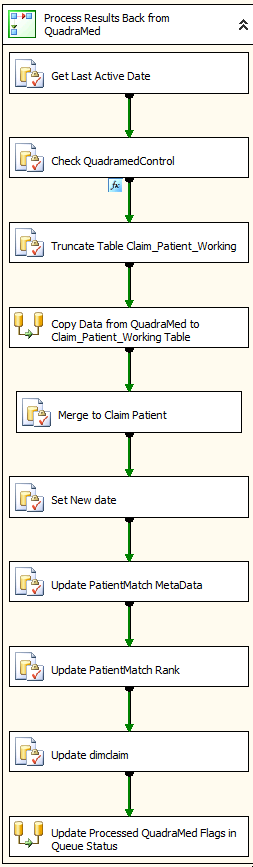 Process Results Back from
QuadraMed
Get Last Active Date
Check QuadramedControl
fx
Truncate Table Claim_Patient_Working
Copy Data from QuadraMed to
Claim_Patient_Working Table
Merge to Claim Patient
Set New date
Update PatientMatch MetaData
Update PatientMatch Rank
Update dimclaim
Update Processed QuadraMed Flags in
Queue Status